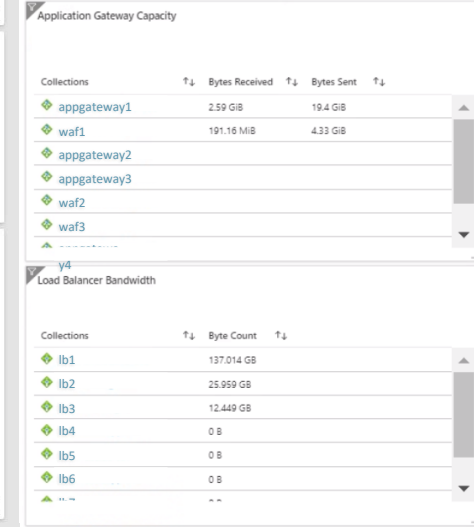 Application Gateway Capacity
Collections ↑↓ Bytes Received ↑↓ Bytes Sent ↑↓
appgateway1 2.59 GiB 19.4 GiB
waf1 191.16 MiB 4.33 GiB
appgateway2
appgateway3
waf2
waf3
y4
Load Balancer Bandwidth
Collections ↑↓ Byte Count ↑↓
lb1 137.014 GB
lb2 25.959 GB
lb3 12.449 GB
lb4 0 B
lb5 0 B
lb6 0 B